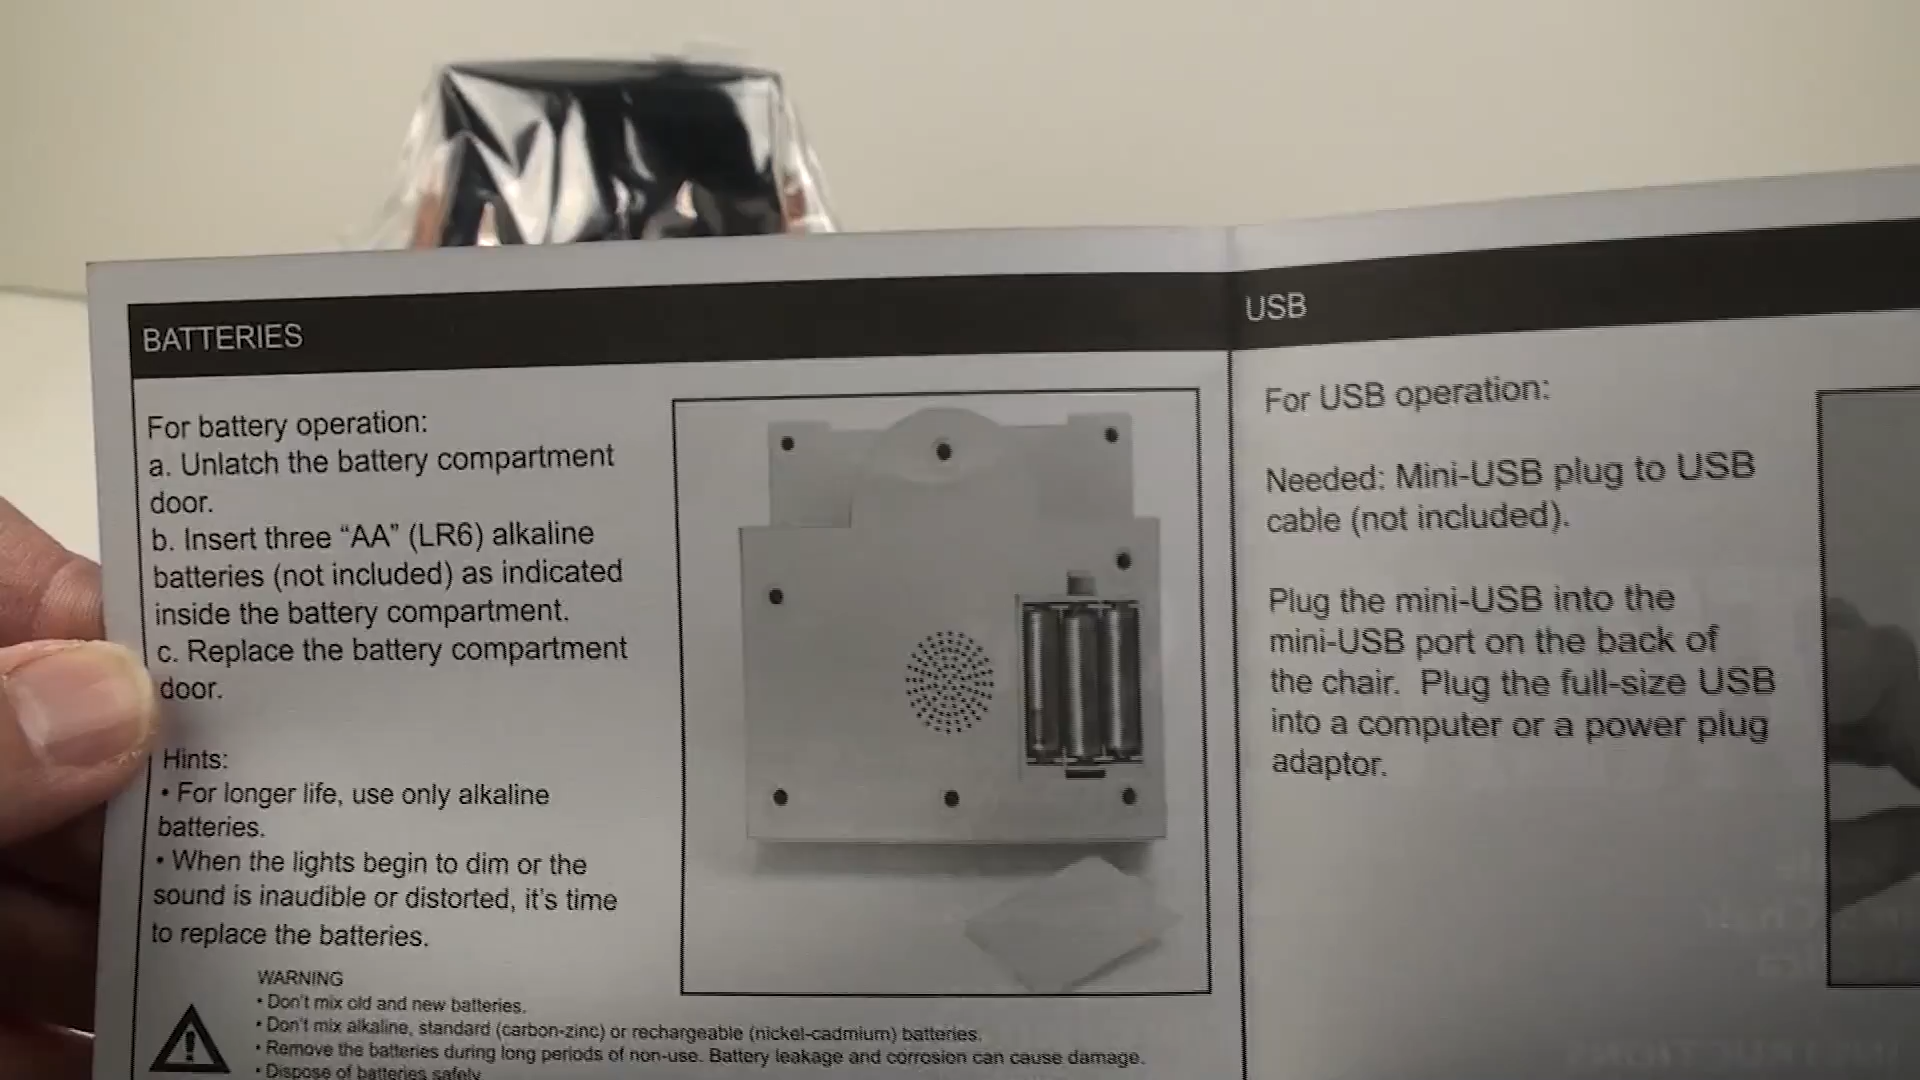 BATTERIES
For battery operation:
a. Unlatch the battery compartment
door.
b. Insert three “AA” (LR6) alkaline
batteries (not included) as indicated
inside the battery compartment.
c. Replace the battery compartment
door.
Hints:
• For longer life, use only alkaline
batteries.
• When the lights begin to dim or the
sound is inaudible or distorted, it's time
to replace the batteries.
WARNING
• Don't mix old and new batteries.
• Don't mix alkaline, standard (carbon-zinc) or rechargeable (nickel-cadmium) batteries.
• Remove the batteries during long periods of non-use. Battery leakage and corrosion can cause damage.
• Dispose of batteries safely.
USB
For USB operation:
Needed: Mini-USB plug to USB
cable (not included).
Plug the mini-USB into the
mini-USB port on the back of
the chair. Plug the full-size USB
into a computer or a power plug
adaptor.